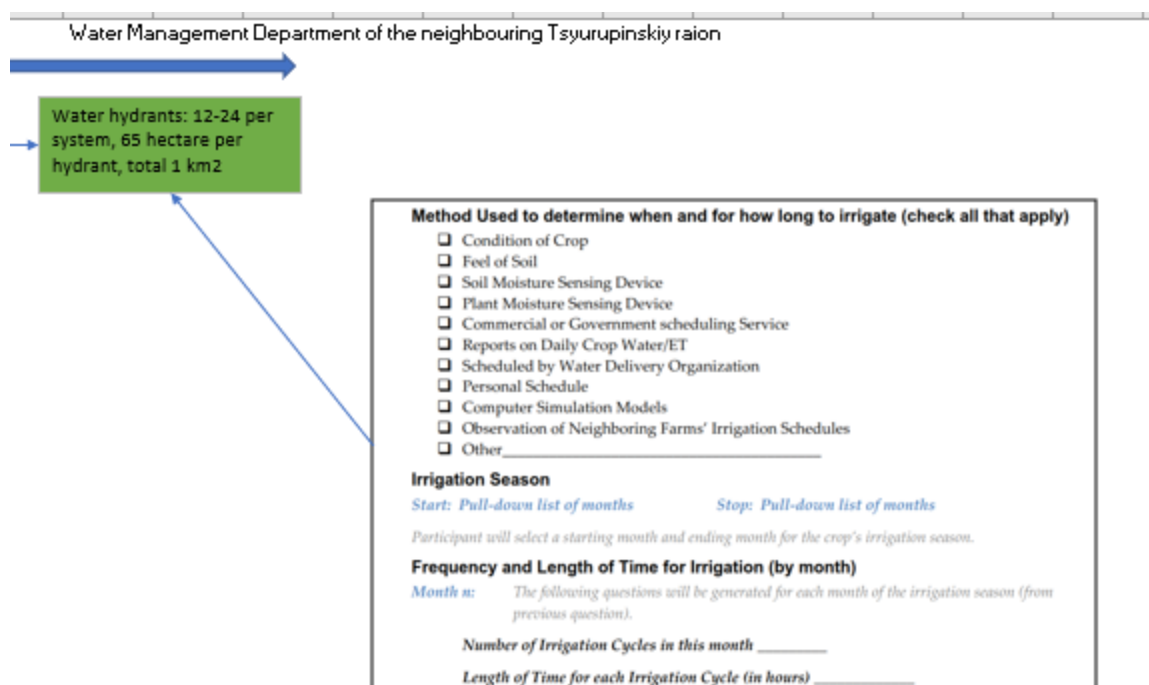 Water Management Department of the neighbouring Tsyurupinskiy raion
Water hydrants: 12-24 per
system, 65 hectare per
hydrant, total 1 km2
Method Used to determine when and for how long to irrigate (check all that apply)
Condition of Crop
Feel of Soil
Soil Moisture Sensing Device
Plant Moisture Sensing Device
Commercial or Government scheduling Service
Reports on Daily Crop Water/ET
Scheduled by Water Delivery Organization
Personal Schedule
Computer Simulation Models
Observation of Neighboring Farms' Irrigation Schedules
Other
Irrigation Season
Start: Pull-down list of months Stop: Pull-down list of months
Participant will select a starting month and ending month for the crop's irrigation season.
Frequency and Length of Time for Irrigation (by month)
Month n: The following questions will be generated for each month of the irrigation season (from
previous question).
Number of Irrigation Cycles in this month
Length of Time for each Irrigation Cycle (in hours)